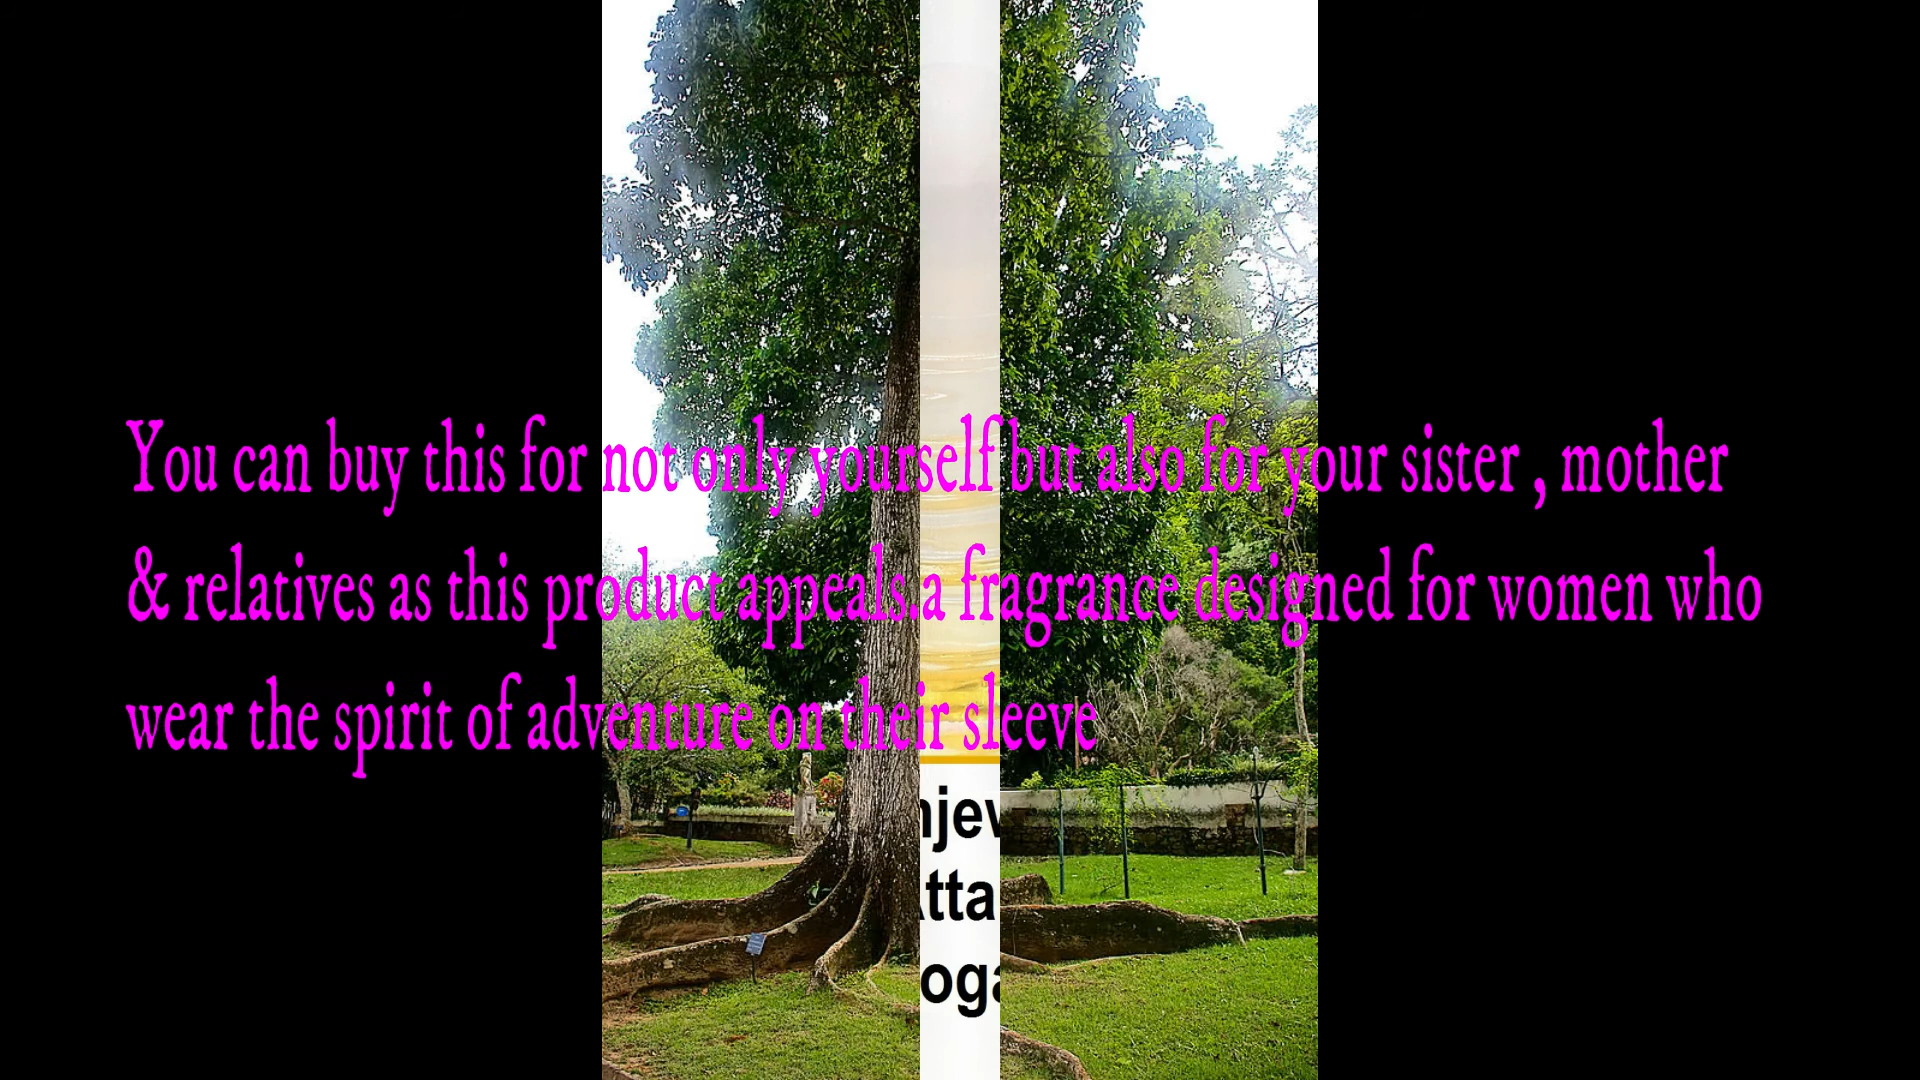 You can buy this for not only yourself but also for your sister , mother
& relatives as this product appeals.a fragrance designed for women who
wear the spirit of adventure on their sleeve